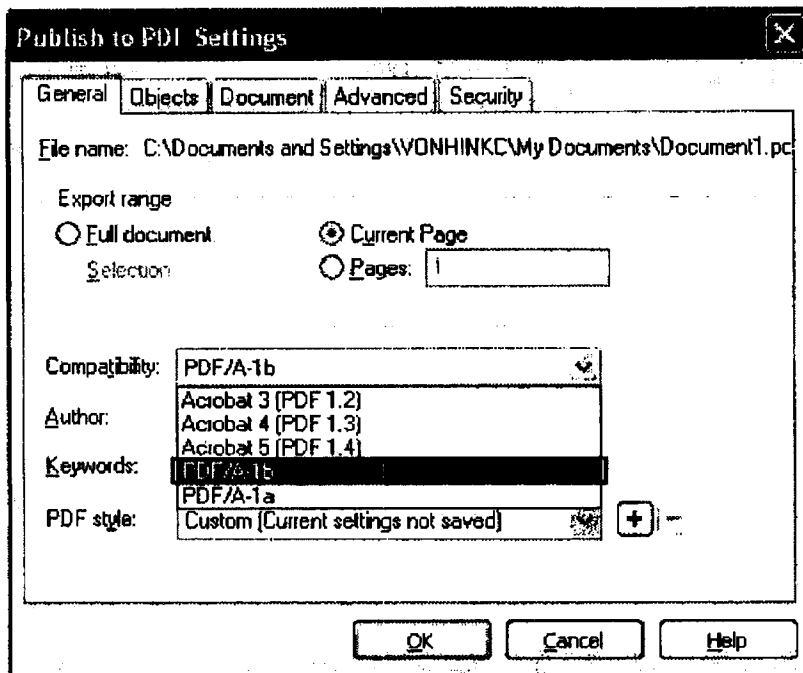 Publish to PDF Settings
General Objects Document Advanced Security
File name: C:\Documents and Settings\VONHINKC\My Documents\Document1.pc
Export range
Full document Current Page
Selection Pages: 1
Compatibility: PDF/A-1b
Acrobat 3 (PDF 1.2)
Author: Acrobat 4 (PDF 1.3)
Acrobat 5 (PDF 1.4)
Keywords: PDF/A-1b
PDF/A-1a
PDF style: Custom (Current settings not saved)
OK Cancel Help